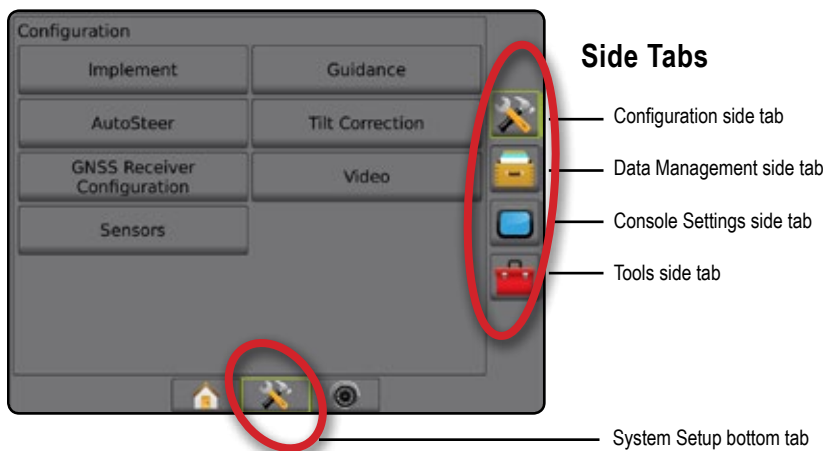 Configuration
Implement
Guidance
AutoSteer
Tilt Correction
GNSS Receiver
Configuration
Video
Sensors
Side Tabs
Configuration side tab
Data Management side tab
Console Settings side tab
Tools side tab
System Setup bottom tab